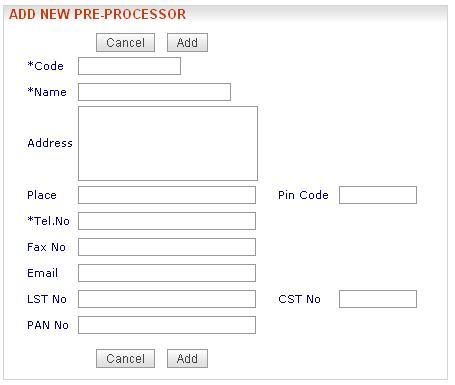 ADD NEW PRE-PROCESSOR
Cancel Add
*Code
*Name
Address
Place Pin Code
*Tel.No
Fax No
Email
LST No CST No
PAN No
Cancel Add